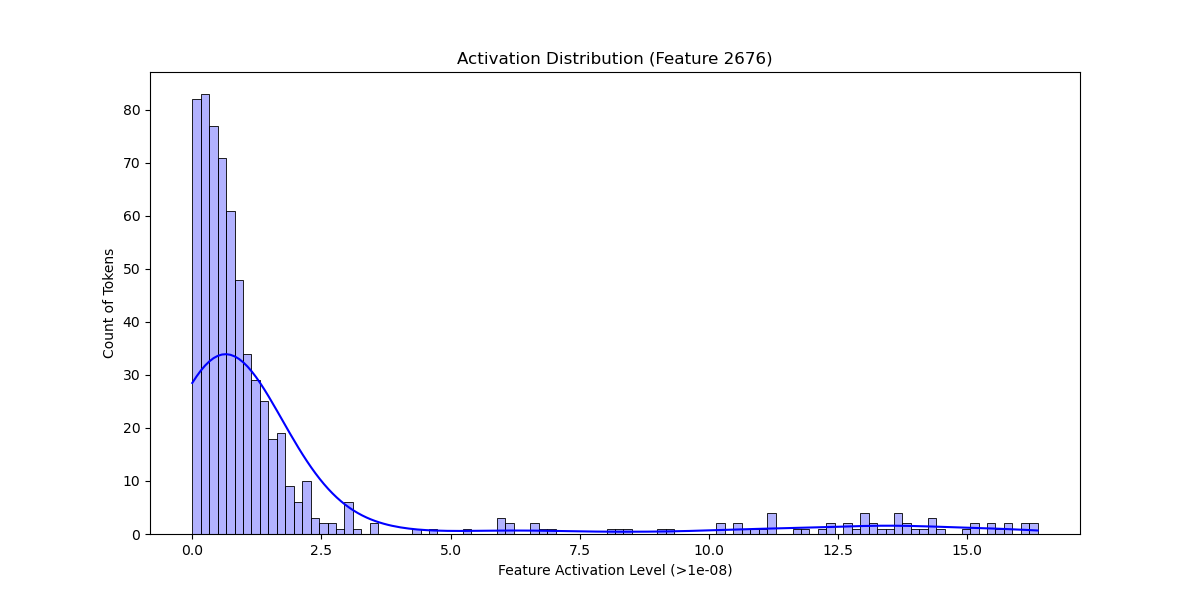 Activation Distribution (Feature 2676)
Count of Tokens
80
70
60
50
40
30
20
10
0
0.0 2.5 5.0 7.5 10.0 12.5 15.0
Feature Activation Level (>1e-08)